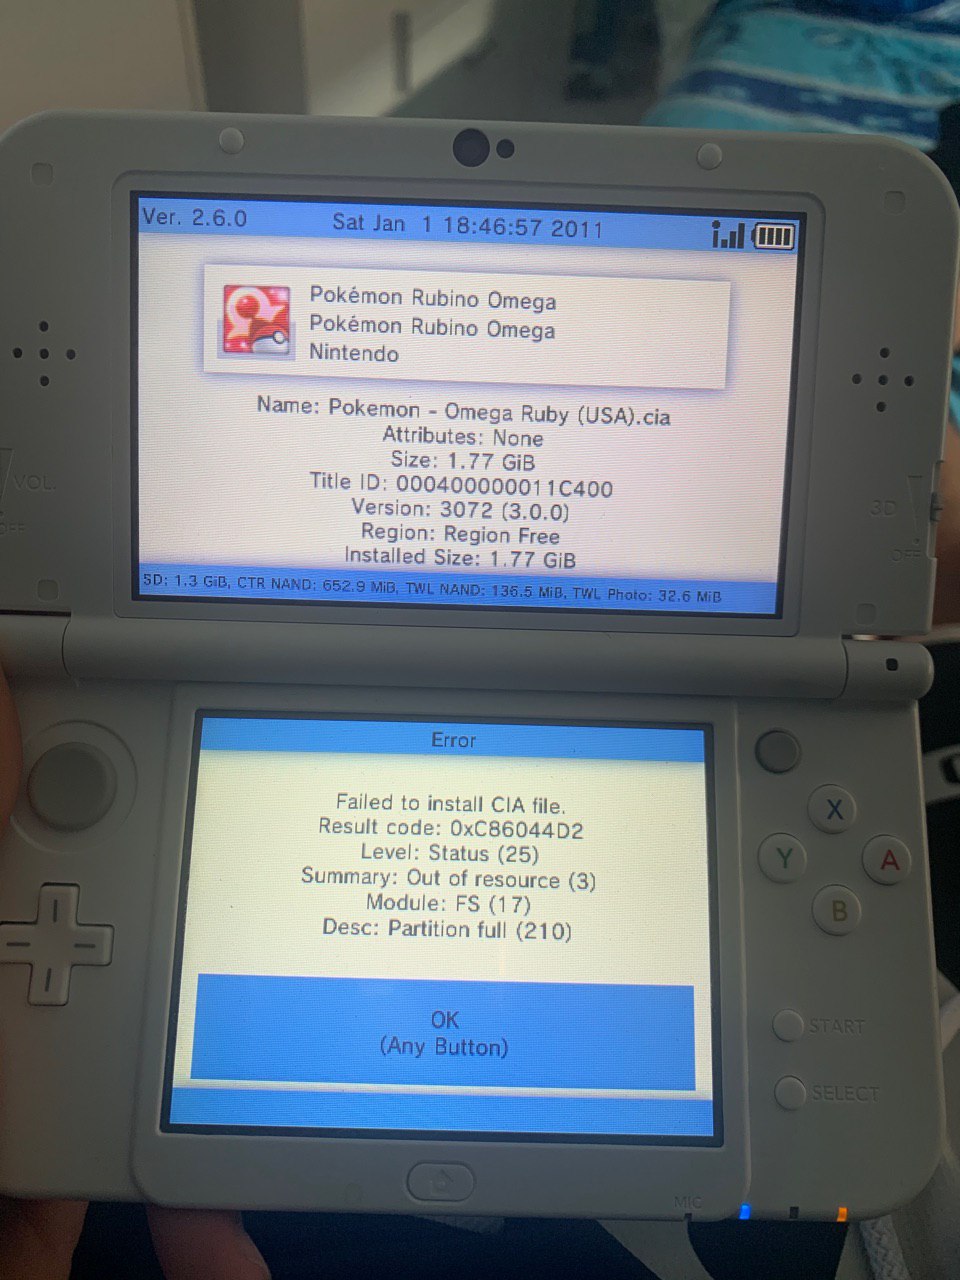 Ver. 2.6.0
Sat Jan 1 18:46:57 2011
Pokémon Rubino Omega
Pokémon Rubino Omega
Nintendo
Name: Pokemon - Omega Ruby (USA).cia
Attributes: None
Size: 1.77 GiB
Title ID: 000400000011C400
Version: 3072 (3.0.0)
Region: Region Free
Installed Size: 1.77 GiB
SD: 1.3 GiB, CTR NAND: 652.9 MiB, TWL NAND: 136.5 MiB, TWL Photo: 32.6 MiB
VOL.
OFF
3D
OFF
Error
Failed to install CIA file.
Result code: 0xC86044D2
Level: Status (25)
Summary: Out of resource (3)
Module: FS (17)
Desc: Partition full (210)
OK
(Any Button)
X
Y
A
B
START
SELECT
MIC